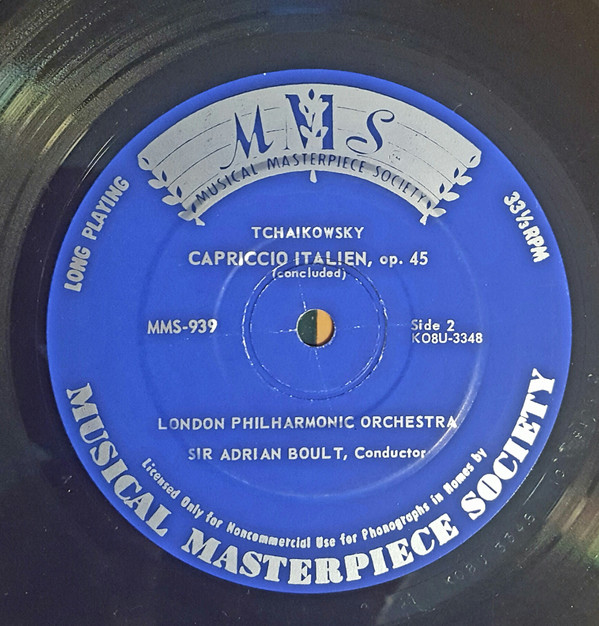 MMS
MUSICAL MASTERPIECE SOCIETY
LONG PLAYING
33⅓ RPM
TCHAIKOWSKY
CAPRICCIO ITALIEN, op. 45
(concluded)
MMS-939
Side 2
KO8U-3348
LONDON PHILHARMONIC ORCHESTRA
SIR ADRIAN BOULT, Conductor
Licensed Only for Noncommercial Use for Phonographs in Homes by
MUSICAL MASTERPIECE SOCIETY